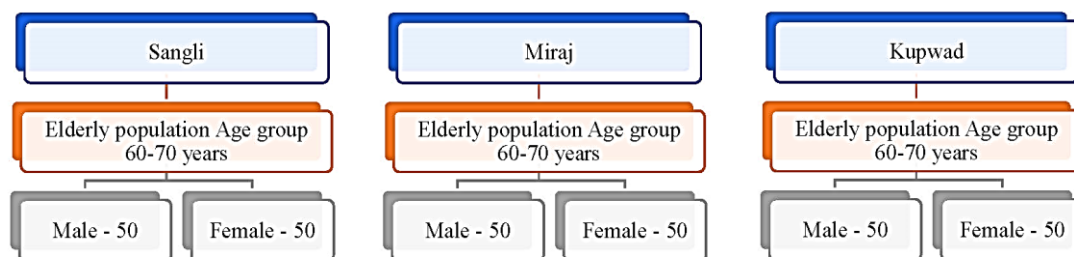 Sangli
Elderly population Age group
60-70 years
Male - 50
Female - 50
Miraj
Elderly population Age group
60-70 years
Male - 50
Female - 50
Kupwad
Elderly population Age group
60-70 years
Male - 50
Female - 50